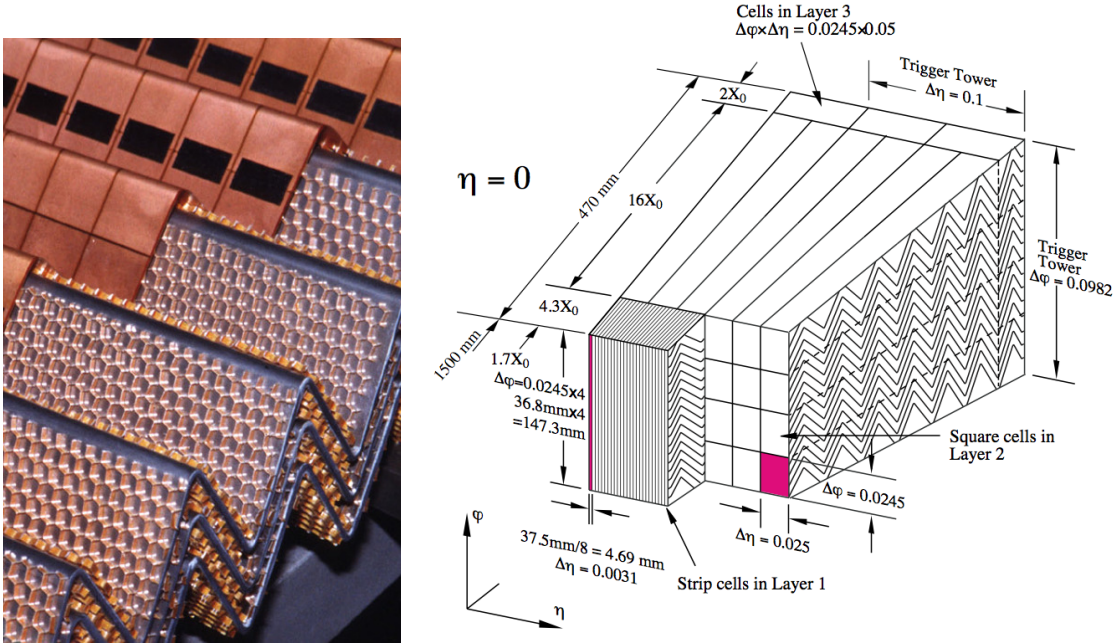 Cells in Layer 3
Δφ×Δη = 0.0245×0.05
Trigger Tower
Δη = 0.1
2X₀
η = 0
470 mm
16X₀
Trigger
Tower
Δφ = 0.0982
4.3X₀
1500 mm
1.7X₀
Δφ=0.0245x4
36.8mmx4
=147.3mm
Square cells in
Layer 2
Δφ = 0.0245
φ
37.5mm/8 = 4.69 mm
Δη = 0.0031
Δη = 0.025
Strip cells in Layer 1
η